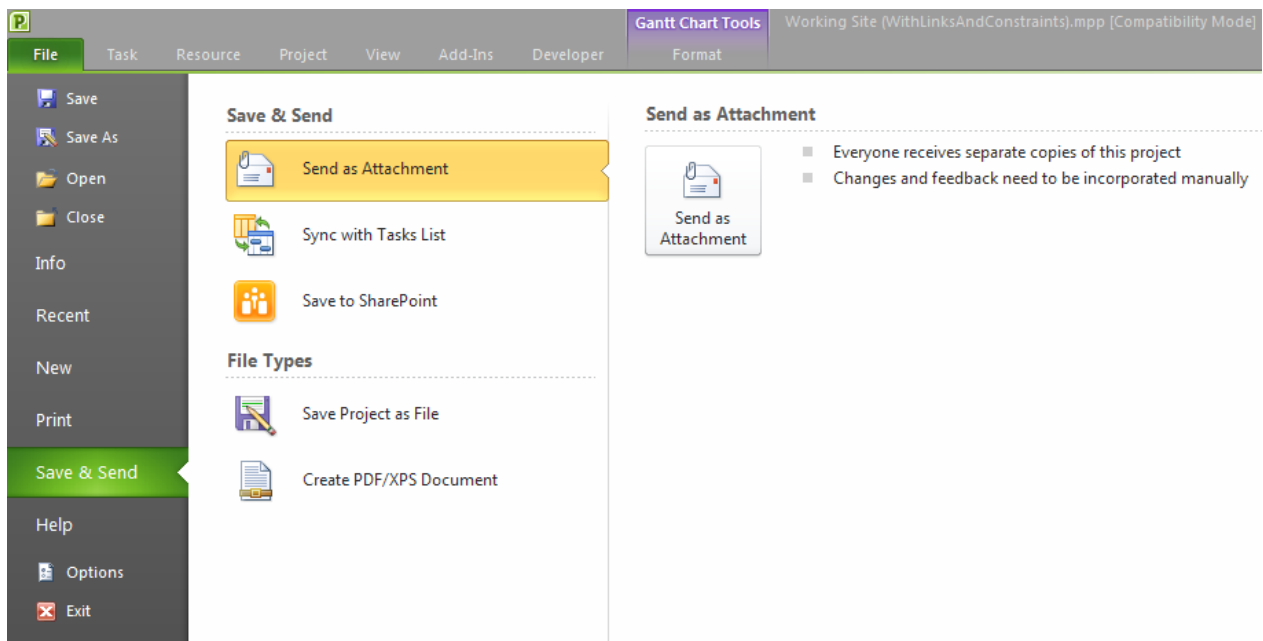 Gantt Chart Tools
Working Site (WithLinksAndConstraints).mpp [Compatibility Mode]
File
Task
Resource
Project
View
Add-Ins
Developer
Format
Save
Save As
Open
Close
Info
Recent
New
Print
Save & Send
Help
Options
Exit
Save & Send
Send as Attachment
Sync with Tasks List
Save to SharePoint
File Types
Save Project as File
Create PDF/XPS Document
Send as Attachment
Send as
Attachment
Everyone receives separate copies of this project
Changes and feedback need to be incorporated manually